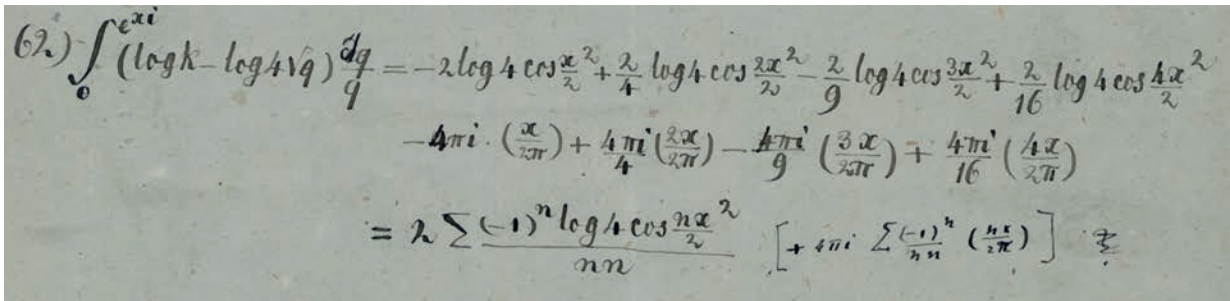 62) ∫₀^{e^{xi}} (log k − log 4√q) dq/q = −2 log 4 cos x/2 ² + 2/4 log 4 cos 2x/2 ² − 2/9 log 4 cos 3x/2 ² + 2/16 log 4 cos 4x/2 ²
−4πi · (x/2π) + 4πi/4 (2x/2π) − 4πi/9 (3x/2π) + 4πi/16 (4x/2π)
= 2 Σ (−1)ⁿ log 4 cos nx/2 ² / nn [+ 4πi Σ (−1)ⁿ/nn (nx/2π)]